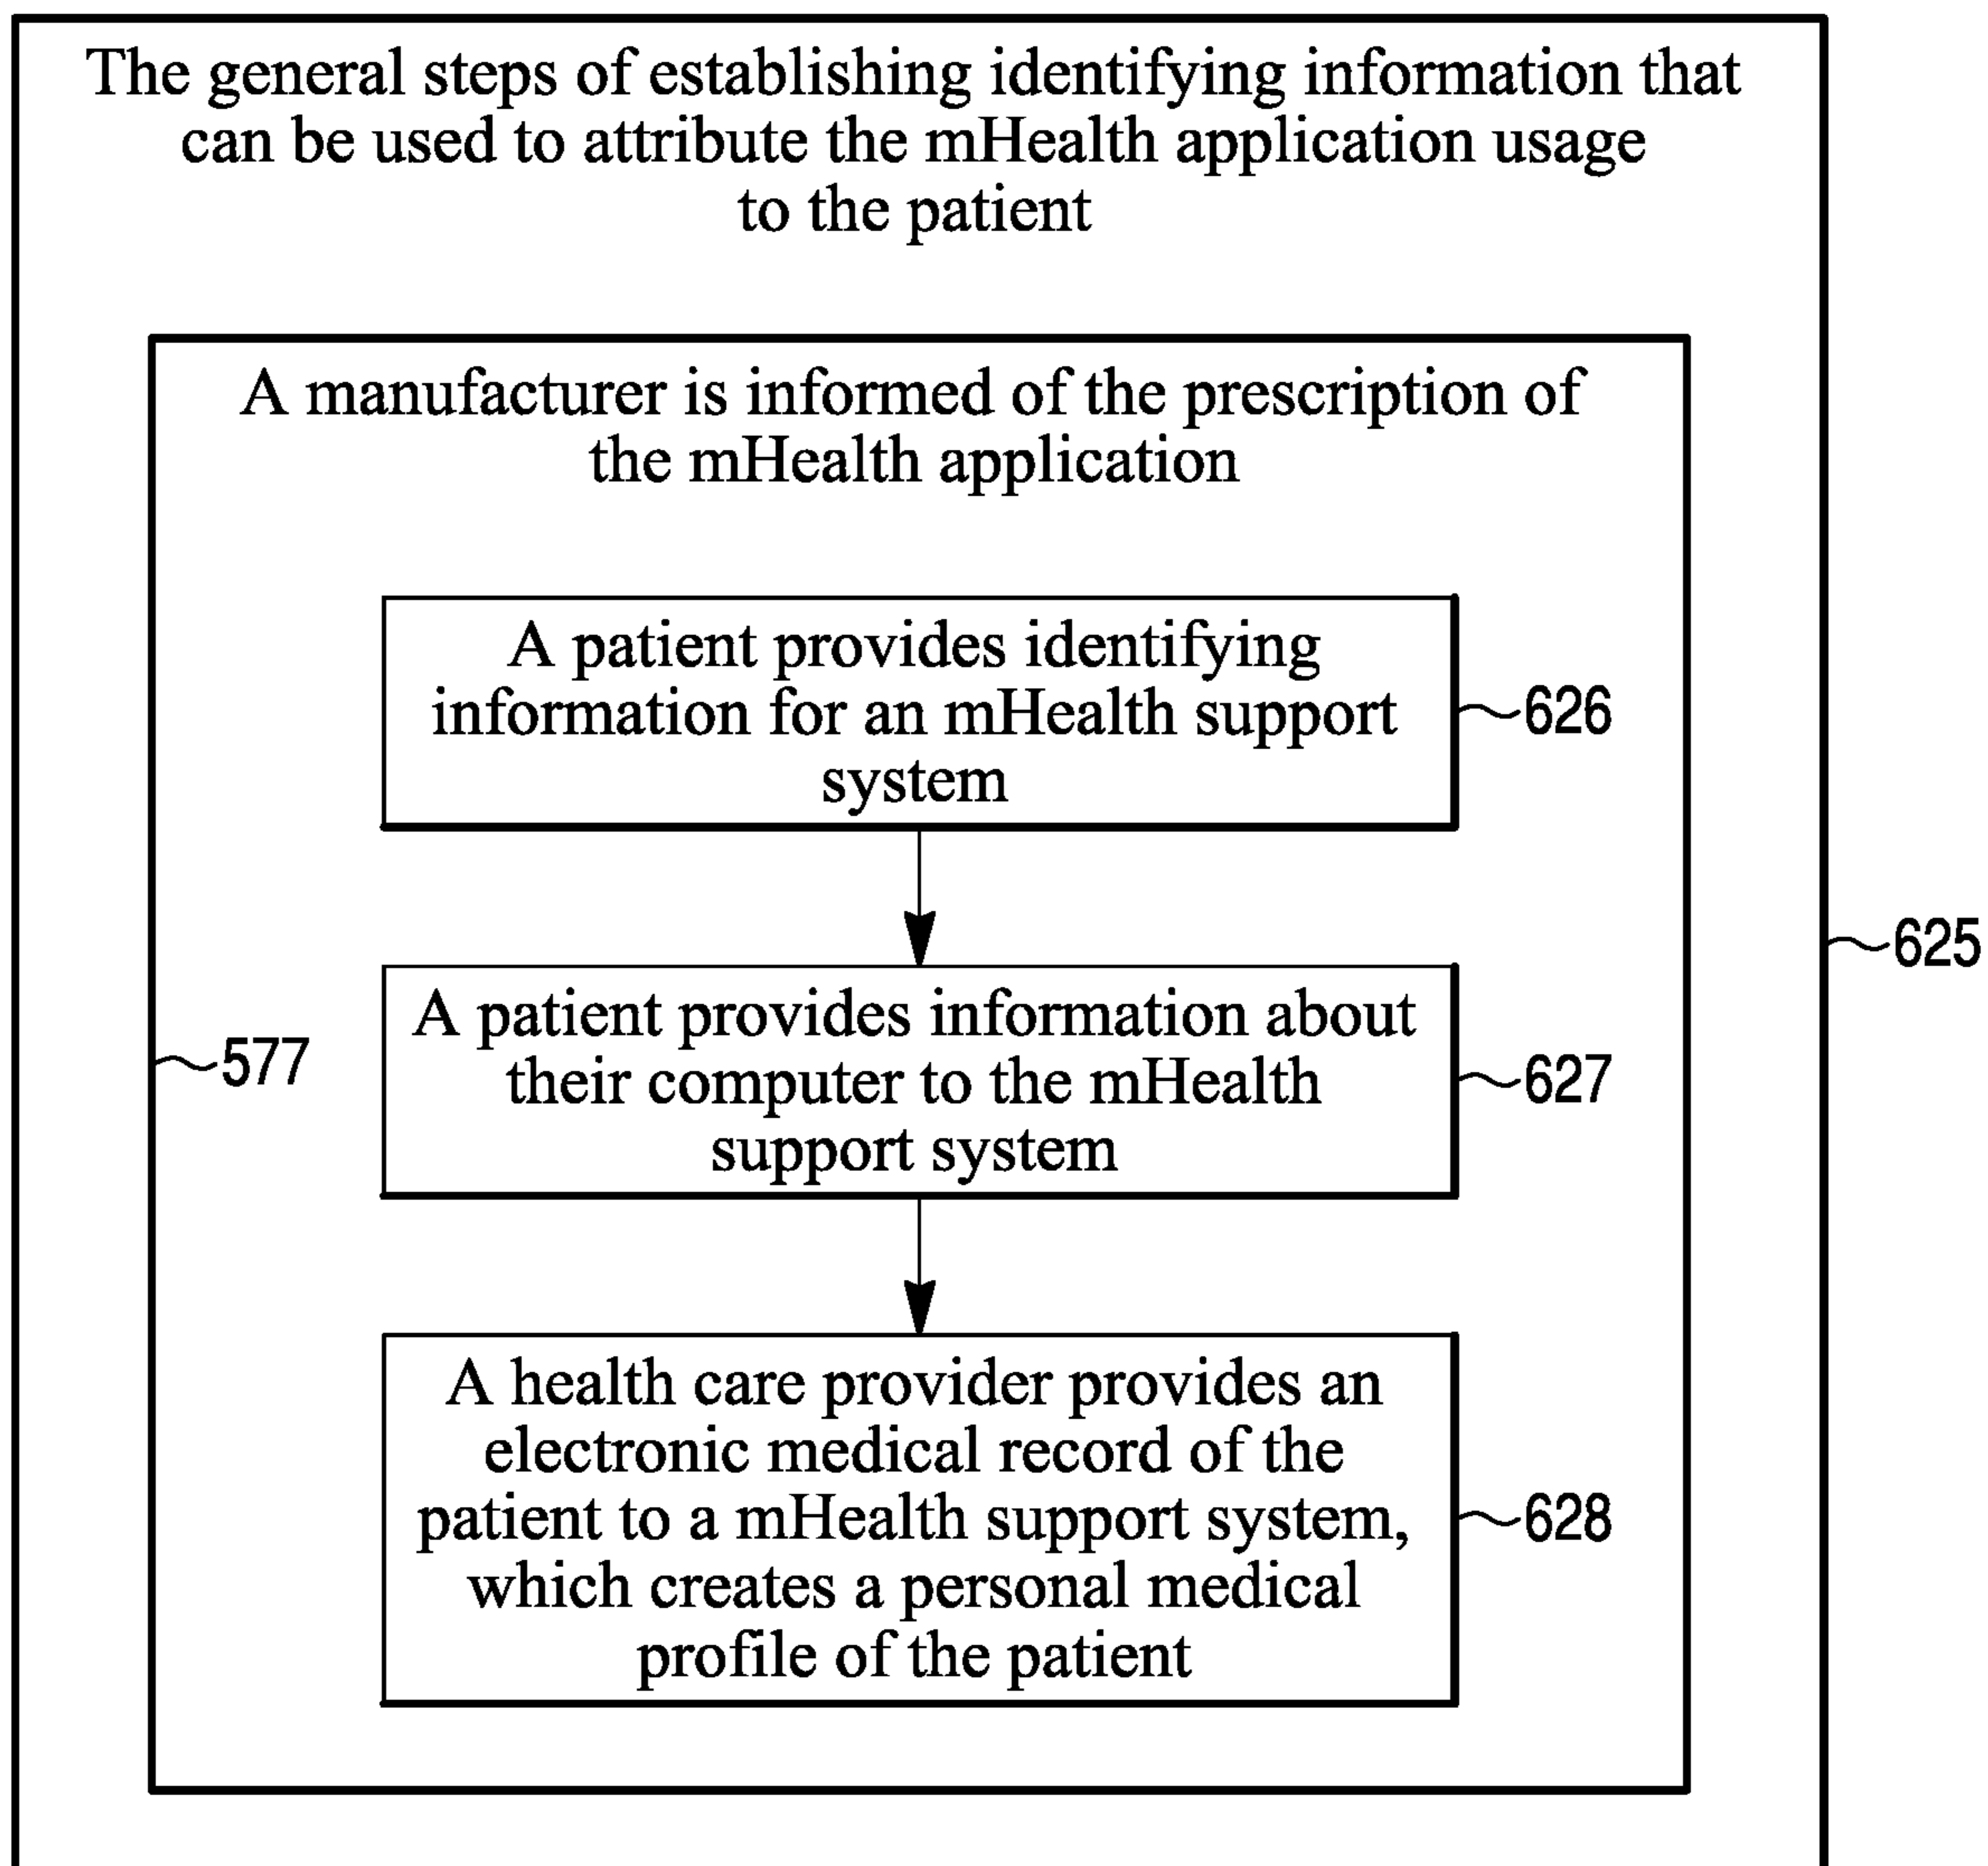 The general steps of establishing identifying information that
can be used to attribute the mHealth application usage
to the patient
A manufacturer is informed of the prescription of
the mHealth application
A patient provides identifying
information for an mHealth support
system
626
A patient provides information about
their computer to the mHealth
support system
627
577
625
A health care provider provides an
electronic medical record of the
patient to a mHealth support system,
which creates a personal medical
profile of the patient
628